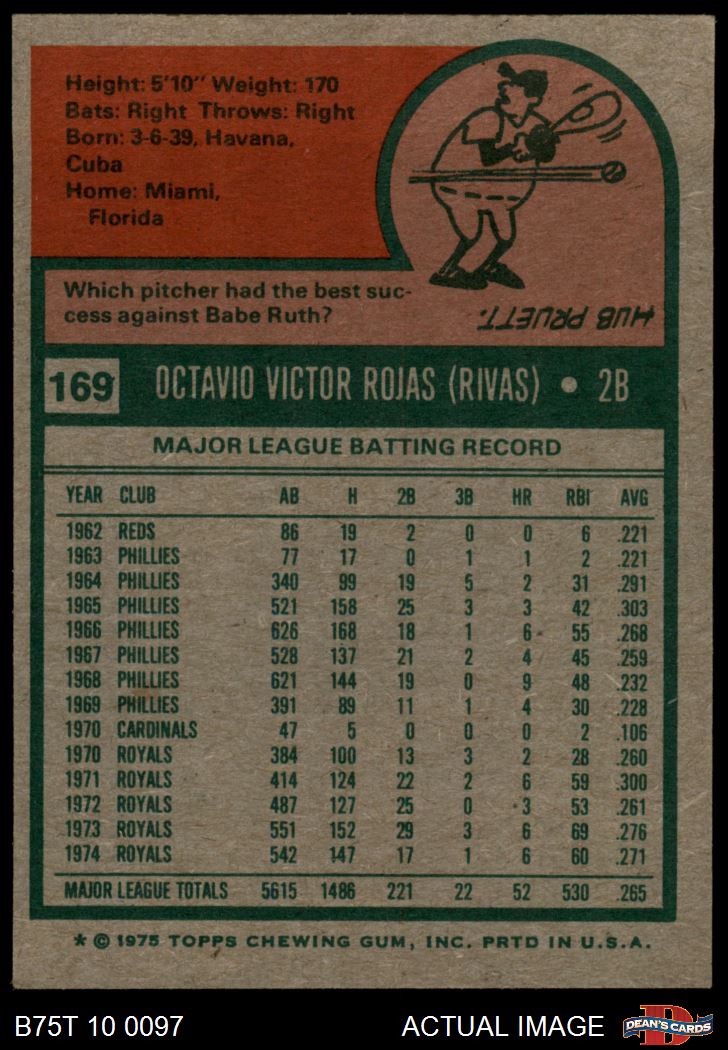 Height: 5'10" Weight: 170
Bats: Right Throws: Right
Born: 3-6-39, Havana,
Cuba
Home: Miami,
Florida
Which pitcher had the best suc-
cess against Babe Ruth?
HUB PRUETT.
169 OCTAVIO VICTOR ROJAS (RIVAS) • 2B
MAJOR LEAGUE BATTING RECORD
YEAR CLUB AB H 2B 3B HR RBI AVG
1962 REDS 86 19 2 0 0 6 .221
1963 PHILLIES 77 17 0 1 1 2 .221
1964 PHILLIES 340 99 19 5 2 31 .291
1965 PHILLIES 521 158 25 3 3 42 .303
1966 PHILLIES 626 168 18 1 6 55 .268
1967 PHILLIES 528 137 21 2 4 45 .259
1968 PHILLIES 621 144 19 0 9 48 .232
1969 PHILLIES 391 89 11 1 4 30 .228
1970 CARDINALS 47 5 0 0 0 2 .106
1970 ROYALS 384 100 13 3 2 28 .260
1971 ROYALS 414 124 22 2 6 59 .300
1972 ROYALS 487 127 25 0 3 53 .261
1973 ROYALS 551 152 29 3 6 69 .276
1974 ROYALS 542 147 17 1 6 60 .271
MAJOR LEAGUE TOTALS 5615 1486 221 22 52 530 .265
* © 1975 TOPPS CHEWING GUM, INC. PRTD IN U.S.A.
B75T 10 0097 ACTUAL IMAGE D DEAN'S CARDS